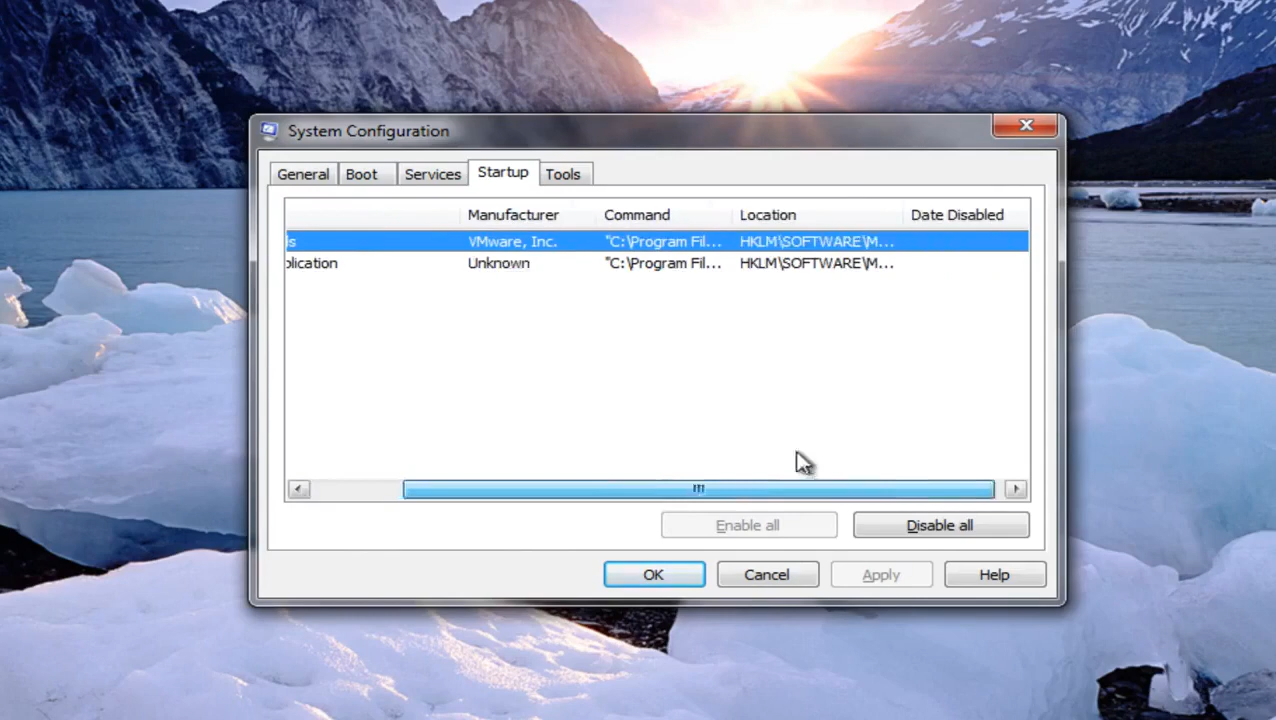 System Configuration
General Boot Services Startup Tools
Manufacturer Command Location Date Disabled
is VMware, Inc. "C:\Program Fil... HKLM\SOFTWARE\M...
plication Unknown "C:\Program Fil... HKLM\SOFTWARE\M...
Enable all Disable all
OK Cancel Apply Help